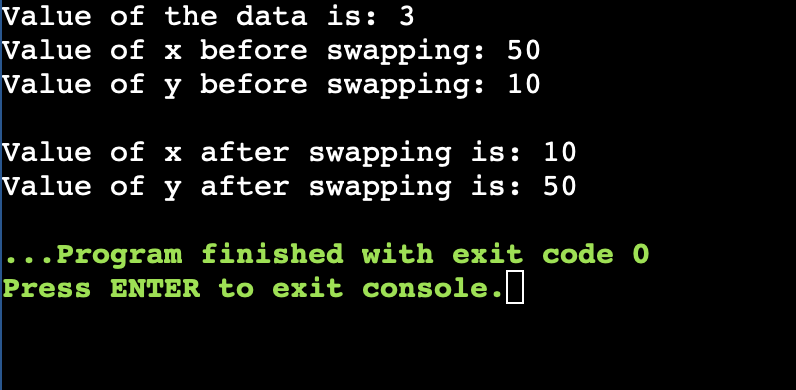 Value of the data is: 3
Value of x before swapping: 50
Value of y before swapping: 10
Value of x after swapping is: 10
Value of y after swapping is: 50
...Program finished with exit code 0
Press ENTER to exit console.